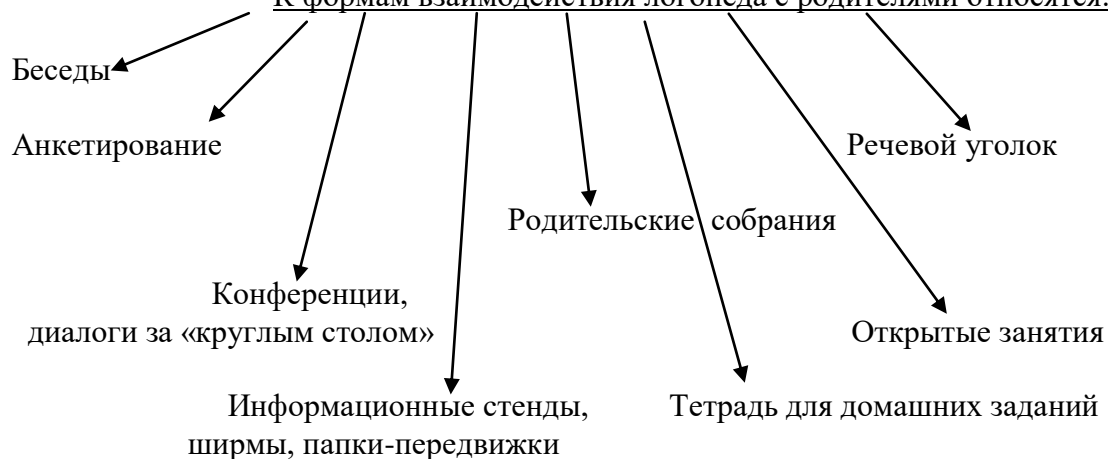 К формам взаимодействия логопеда с родителями относятся:
Беседы
Анкетирование
Речевой уголок
Родительские собрания
Конференции,
диалоги за «круглым столом»
Открытые занятия
Информационные стенды,
ширмы, папки-передвижки
Тетрадь для домашних заданий